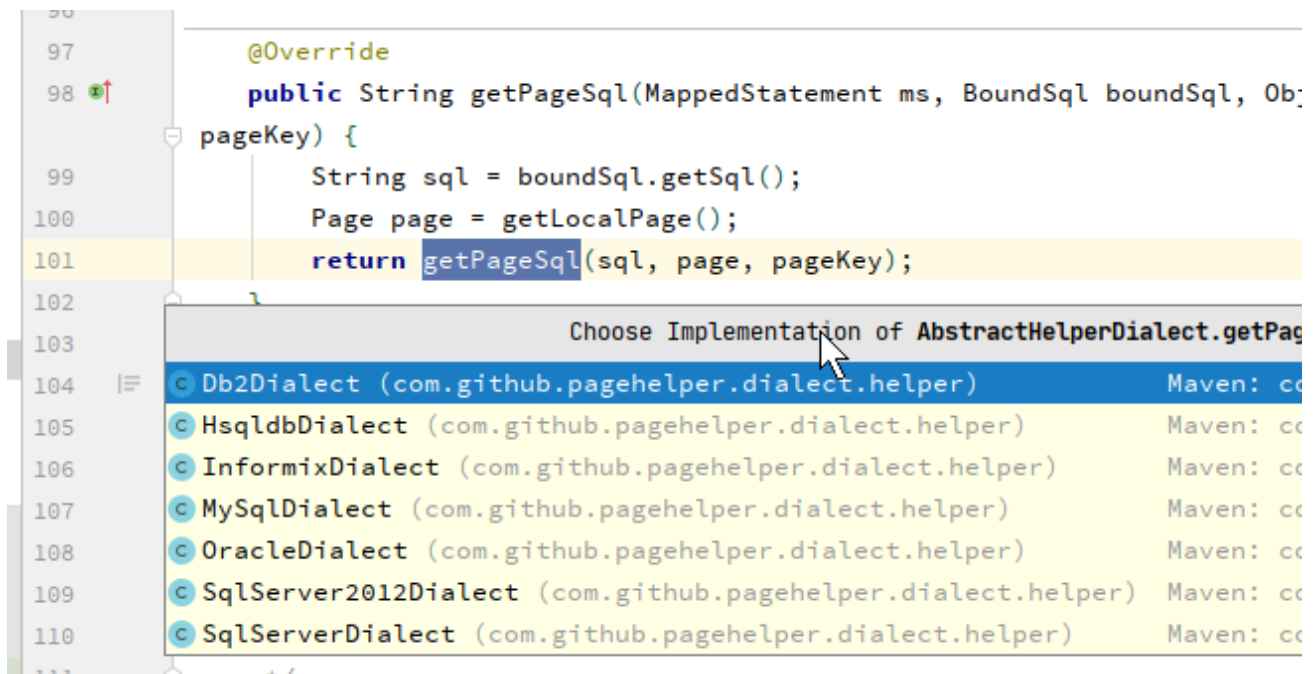 97 @Override
98 public String getPageSql(MappedStatement ms, BoundSql boundSql, Obj
pageKey) {
99 String sql = boundSql.getSql();
100 Page page = getLocalPage();
101 return getPageSql(sql, page, pageKey);
102 }
103 Choose Implementation of AbstractHelperDialect.getPag
104 C Db2Dialect (com.github.pagehelper.dialect.helper) Maven: co
105 C HsqldbDialect (com.github.pagehelper.dialect.helper) Maven: co
106 C InformixDialect (com.github.pagehelper.dialect.helper) Maven: co
107 C MySqlDialect (com.github.pagehelper.dialect.helper) Maven: co
108 C OracleDialect (com.github.pagehelper.dialect.helper) Maven: co
109 C SqlServer2012Dialect (com.github.pagehelper.dialect.helper) Maven: co
110 C SqlServerDialect (com.github.pagehelper.dialect.helper) Maven: co